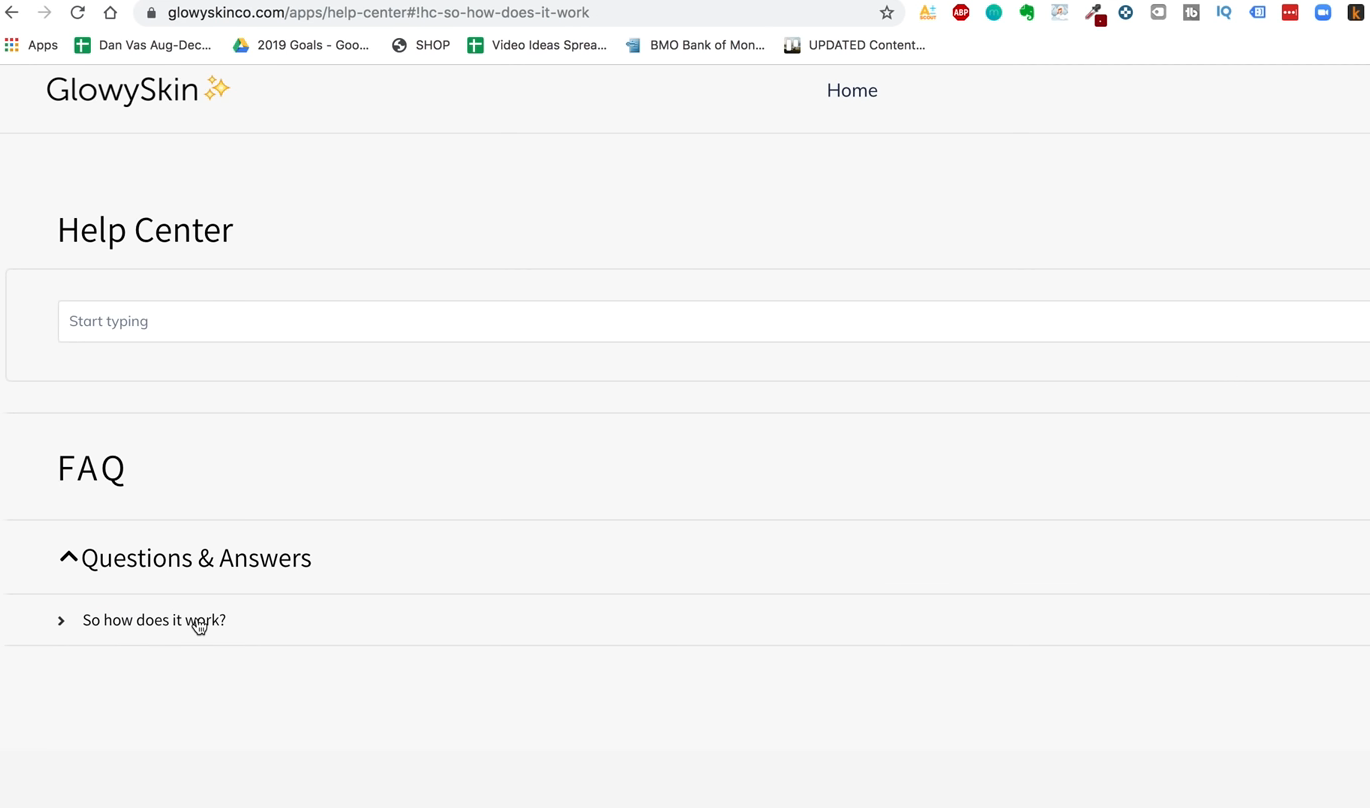 glowyskinco.com/apps/help-center#!hc-so-how-does-it-work
Apps Dan Vas Aug-Dec... 2019 Goals - Goo... SHOP Video Ideas Sprea... BMO Bank of Mon... UPDATED Content...
GlowySkin✨ Home
Help Center
Start typing
FAQ
Questions & Answers
So how does it work?